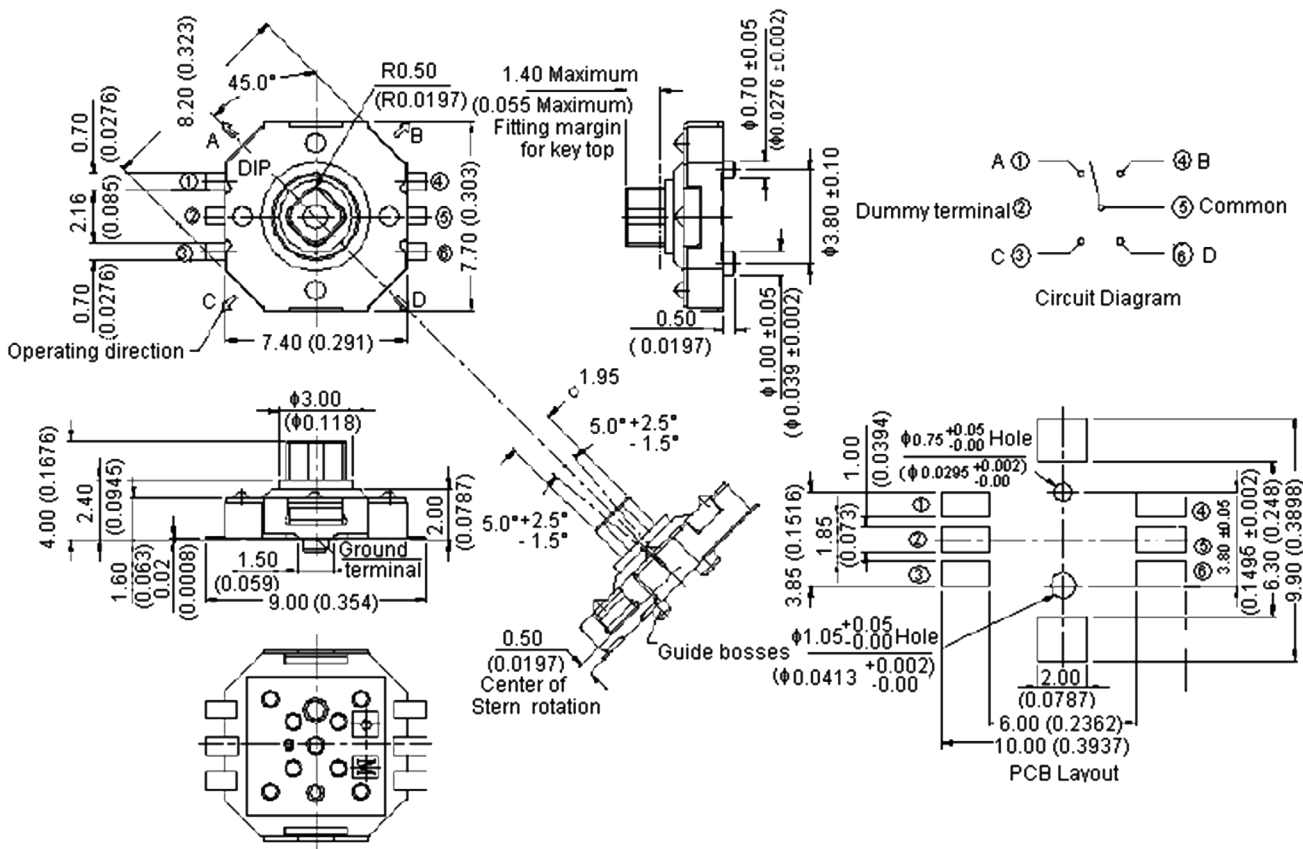 8.20 (0.323)
45.0°
R0.50
(R0.0197)
0.70
(0.0276)
A
B
DIP
①
②
③
④
⑤
⑥
2.16
(0.085)
7.70 (0.303)
0.70
(0.0276)
C
D
Operating direction
7.40 (0.291)
1.40 Maximum
(0.055 Maximum)
Fitting margin
for key top
ϕ0.70 ±0.05
(ϕ0.0276 ±0.002)
ϕ3.80 ±0.10
0.50
( 0.0197)
ϕ1.00 ±0.05
(ϕ0.039 ±0.002)
A ①
④ B
Dummy terminal ②
⑤ Common
C ③
⑥ D
Circuit Diagram
ϕ3.00
(ϕ0.118)
4.00 (0.1676)
2.40
(0.0945)
2.00
(0.0787)
1.60
(0.063)
0.02
(0.0008)
1.50
(0.059)
Ground
terminal
9.00 (0.354)
□1.95
5.0° +2.5°
- 1.5°
5.0° +2.5°
- 1.5°
0.50
(0.0197)
Center of
Stern rotation
Guide bosses
1.00
(0.0394)
ϕ0.75 +0.05 -0.00 Hole
(ϕ0.0295 +0.002) -0.00
①
②
③
④
⑤
⑥
3.85 (0.1516)
1.85
(0.073)
3.80 ±0.05
(0.1495 ±0.002)
6.30 (0.248)
9.90 (0.3898)
ϕ1.05 +0.05 -0.00 Hole
(ϕ0.0413 +0.002) -0.00
2.00
(0.0787)
6.00 (0.2362)
10.00 (0.3937)
PCB Layout